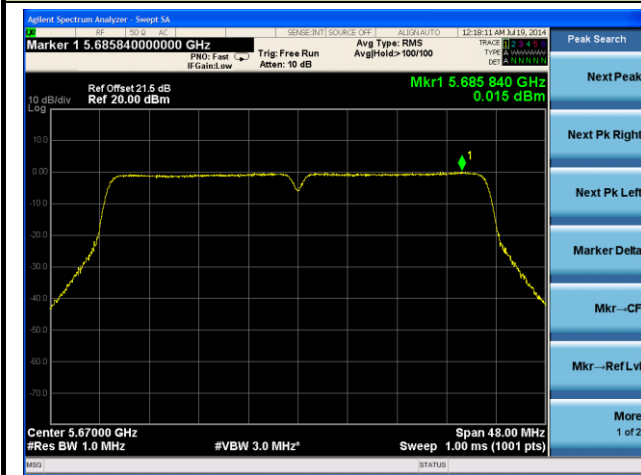 Agilent Spectrum Analyzer - Swept SA
RF 50 Ω AC SENSE:INT SOURCE OFF ALIGN AUTO 12:18:11 AM Jul 19, 2014
Marker 1 5.685840000000 GHz
PNO: Fast
IFGain:Low
Trig: Free Run
Atten: 10 dB
Avg Type: RMS
Avg|Hold:>100/100
TRACE 1 2 3 4 5 6
TYPE A
DET A N N N N N
Peak Search
Ref Offset 21.5 dB
10 dB/div Ref 20.00 dBm
Log
Mkr1 5.685 840 GHz
0.015 dBm
10.0
0.00
-10.0
-20.0
-30.0
-40.0
-50.0
-60.0
-70.0
1
Center 5.67000 GHz Span 48.00 MHz
#Res BW 1.0 MHz #VBW 3.0 MHz* Sweep 1.00 ms (1001 pts)
MSG STATUS
Next Peak
Next Pk Right
Next Pk Left
Marker Delta
Mkr→CF
Mkr→Ref Lvl
More
1 of 2